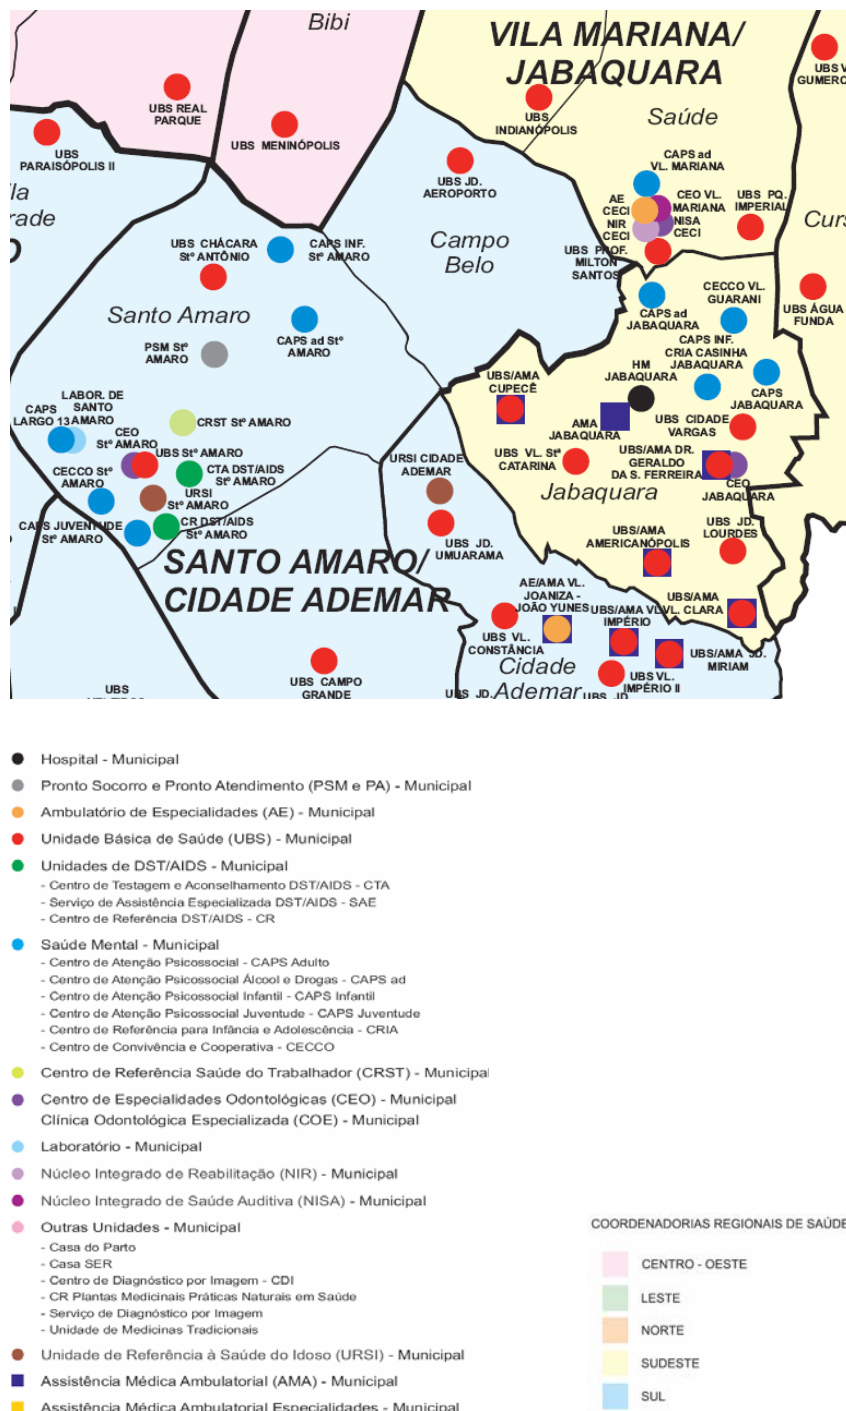 Bibi
VILA MARIANA/
JABAQUARA
UBS V
GUMERC
UBS REAL
PARQUE
UBS MENINÓPOLIS
UBS
INDIANÓPOLIS
Saúde
UBS
PARAISÓPOLIS II
UBS JD.
AEROPORTO
CAPS ad
VL. MARIANA
la
rade
O
AE
CECI
CEO VL.
MARIANA
NIR
CECI
NISA
CECI
UBS PQ.
IMPERIAL
Curs
UBS CHÁCARA
Stº ANTÔNIO
CAPS INF.
Stº AMARO
Campo
Belo
UBS PROF.
MILTON
SANTOS
CECCO VL.
GUARANI
Santo Amaro
CAPS ad
JABAQUARA
UBS ÁGUA
FUNDA
PSM Stº
AMARO
CAPS ad Stº
AMARO
CAPS INF.
CRIA CASINHA
JABAQUARA
HM
JABAQUARA
UBS/AMA
CUPECÊ
CAPS
JABAQUARA
LABOR. DE
SANTO
AMARO
CAPS
LARGO 13
CRST Stº AMARO
AMA
JABAQUARA
UBS CIDADE
VARGAS
CEO
Stº AMARO
UBS Stº AMARO
URSI CIDADE
ADEMAR
UBS VL. Stª
CATARINA
UBS/AMA DR.
GERALDO
DA S. FERREIRA
CECCO Stº
AMARO
CTA DST/AIDS
Stº AMARO
CEO
JABAQUARA
URSI
Stº AMARO
Jabaquara
CAPS JUVENTUDE
Stº AMARO
CR DST/AIDS
Stº AMARO
UBS JD.
UMUARAMA
UBS/AMA
AMERICANÓPOLIS
UBS JD.
LOURDES
SANTO AMARO/
CIDADE ADEMAR
AE/AMA VL.
JOANIZA -
JOÃO YUNES
UBS/AMA VL.
IMPÉRIO
UBS/AMA
VL. CLARA
UBS VL.
CONSTÂNCIA
UBS/AMA JD.
MIRIAM
Cidade
Ademar
UBS CAMPO
GRANDE
UBS VL.
IMPÉRIO II
UBS
UBS JD.
UBS JD.
Hospital - Municipal
Pronto Socorro e Pronto Atendimento (PSM e PA) - Municipal
Ambulatório de Especialidades (AE) - Municipal
Unidade Básica de Saúde (UBS) - Municipal
Unidades de DST/AIDS - Municipal
- Centro de Testagem e Aconselhamento DST/AIDS - CTA
- Serviço de Assistência Especializada DST/AIDS - SAE
- Centro de Referência DST/AIDS - CR
Saúde Mental - Municipal
- Centro de Atenção Psicossocial - CAPS Adulto
- Centro de Atenção Psicossocial Álcool e Drogas - CAPS ad
- Centro de Atenção Psicossocial Infantil - CAPS Infantil
- Centro de Atenção Psicossocial Juventude - CAPS Juventude
- Centro de Referência para Infância e Adolescência - CRIA
- Centro de Convivência e Cooperativa - CECCO
Centro de Referência Saúde do Trabalhador (CRST) - Municipal
Centro de Especialidades Odontológicas (CEO) - Municipal
Clínica Odontológica Especializada (COE) - Municipal
Laboratório - Municipal
Núcleo Integrado de Reabilitação (NIR) - Municipal
Núcleo Integrado de Saúde Auditiva (NISA) - Municipal
Outras Unidades - Municipal
- Casa do Parto
- Casa SER
- Centro de Diagnóstico por Imagem - CDI
- CR Plantas Medicinais Práticas Naturais em Saúde
- Serviço de Diagnóstico por Imagem
- Unidade de Medicinas Tradicionais
Unidade de Referência à Saúde do Idoso (URSI) - Municipal
Assistência Médica Ambulatorial (AMA) - Municipal
Assistência Médica Ambulatorial Especialidades - Municipal
COORDENADORIAS REGIONAIS DE SAÚDE
CENTRO - OESTE
LESTE
NORTE
SUDESTE
SUL